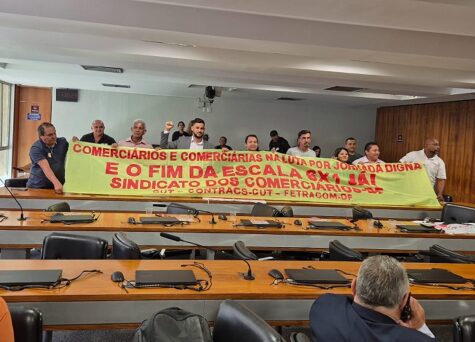 COMERCIÁRIOS E COMERCIÁRIAS NA LUTA POR JORNADA DIGNA
E O FIM DA ESCALA 6X1 JÁ!
SINDICATO DOS COMERCIÁRIOS-DF
CUT - CONTRACS-CUT - FETRACOM-DF